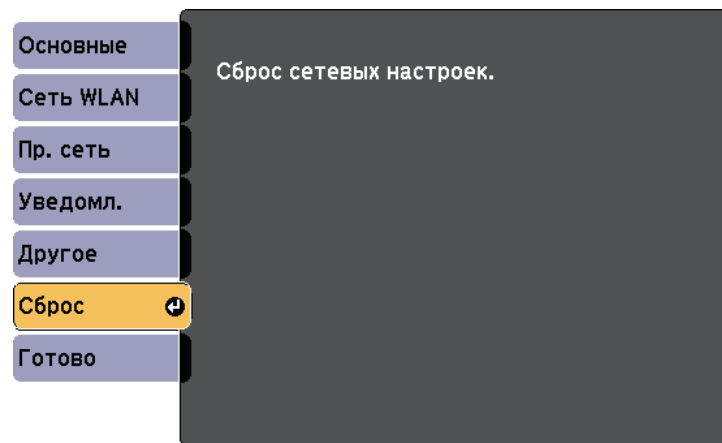 Основные
Сеть WLAN
Пр. сеть
Уведомл.
Другое
Сброс
Готово
Сброс сетевых настроек.